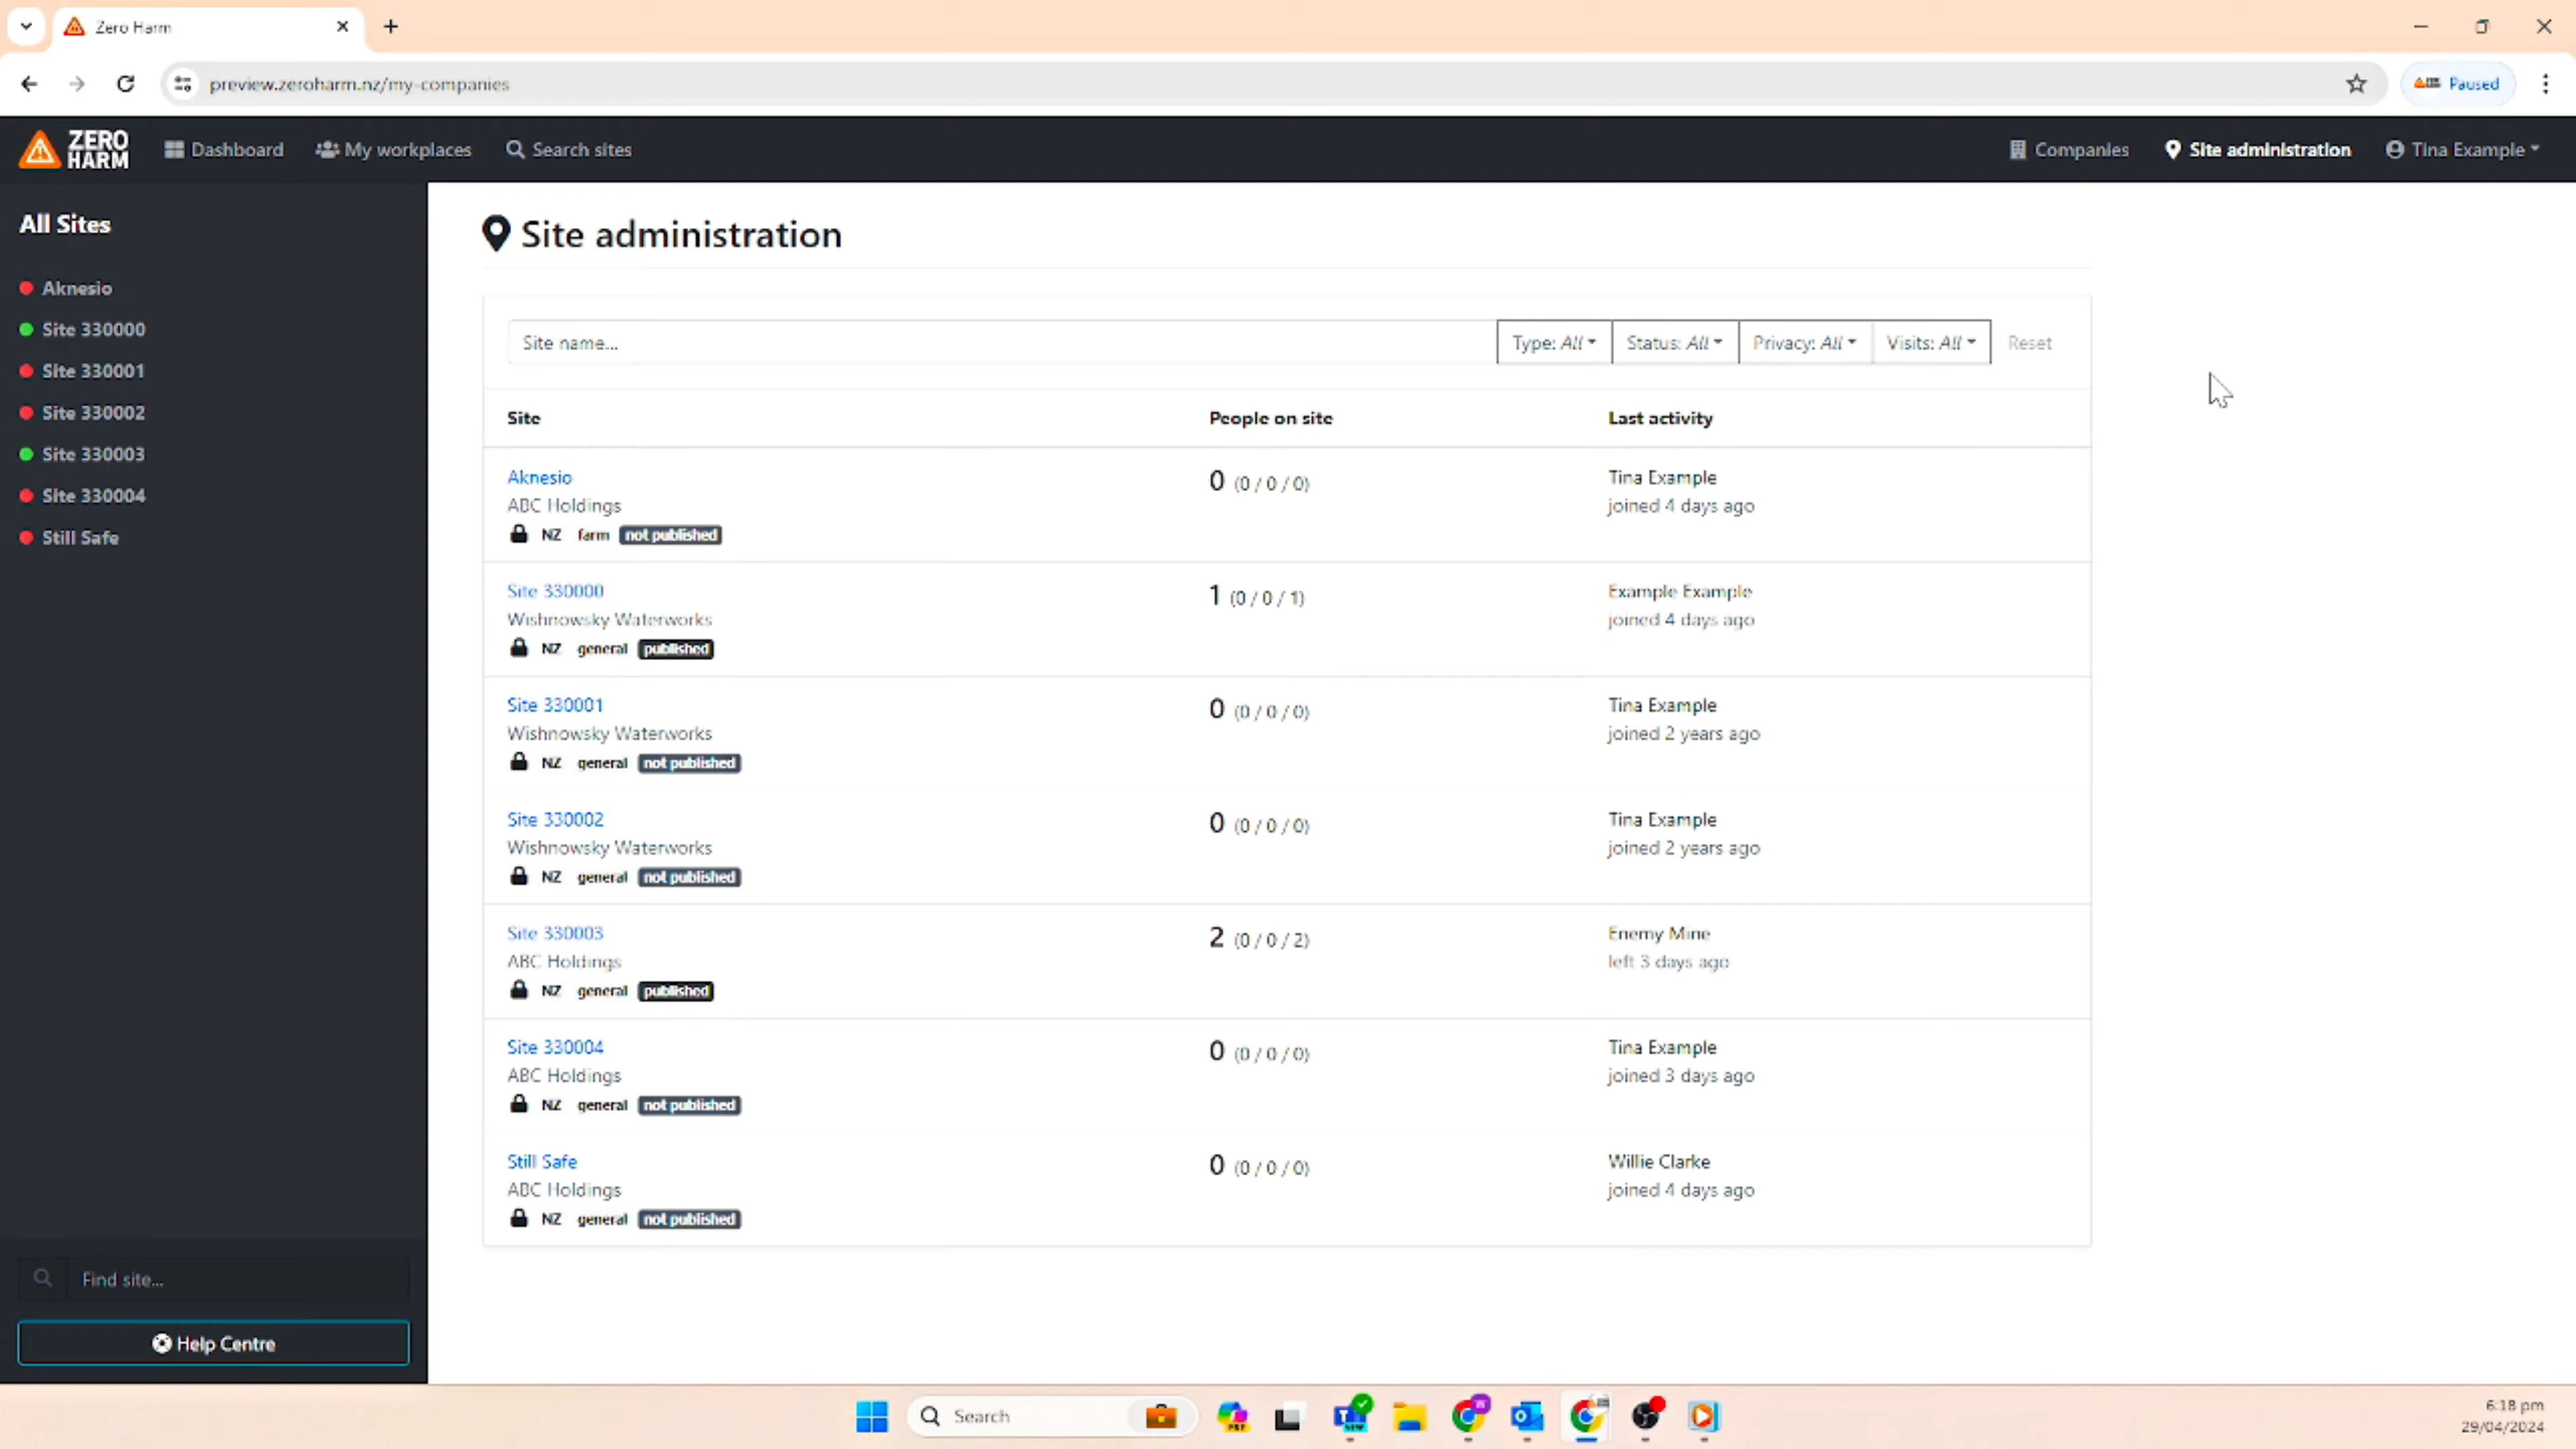 Zero Harm
preview.zeroharm.nz/my-companies
Paused
ZERO HARM
Dashboard
My workplaces
Search sites
Companies
Site administration
Tina Example
All Sites
Aknesio
Site 330000
Site 330001
Site 330002
Site 330003
Site 330004
Still Safe
Find site...
Help Centre
Site administration
Site name...
Type: All
Status: All
Privacy: All
Visits: All
Reset
Site People on site Last activity
Aknesio 0 (0 / 0 / 0) Tina Example
ABC Holdings joined 4 days ago
NZ farm not published
Site 330000 1 (0 / 0 / 1) Example Example
Wishnowsky Waterworks joined 4 days ago
NZ general published
Site 330001 0 (0 / 0 / 0) Tina Example
Wishnowsky Waterworks joined 2 years ago
NZ general not published
Site 330002 0 (0 / 0 / 0) Tina Example
Wishnowsky Waterworks joined 2 years ago
NZ general not published
Site 330003 2 (0 / 0 / 2) Enemy Mine
ABC Holdings left 3 days ago
NZ general published
Site 330004 0 (0 / 0 / 0) Tina Example
ABC Holdings joined 3 days ago
NZ general not published
Still Safe 0 (0 / 0 / 0) Willie Clarke
ABC Holdings joined 4 days ago
NZ general not published
Search
6:18 pm
29/04/2024